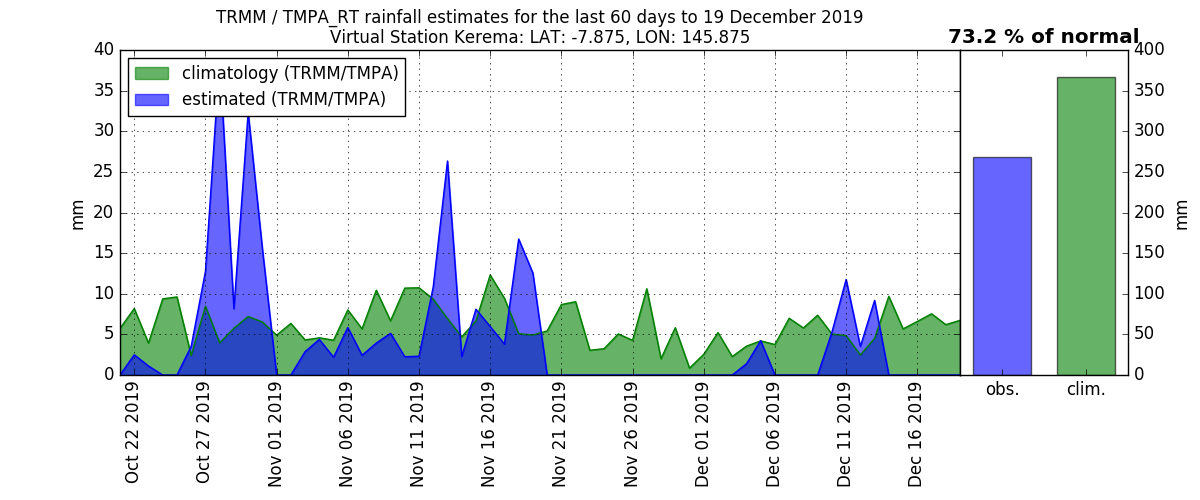 TRMM / TMPA_RT rainfall estimates for the last 60 days to 19 December 2019
Virtual Station Kerema: LAT: -7.875, LON: 145.875
73.2 % of normal
climatology (TRMM/TMPA)
estimated (TRMM/TMPA)
40
35
30
25
20
15
10
5
0
mm
Oct 22 2019
Oct 27 2019
Nov 01 2019
Nov 06 2019
Nov 11 2019
Nov 16 2019
Nov 21 2019
Nov 26 2019
Dec 01 2019
Dec 06 2019
Dec 11 2019
Dec 16 2019
400
350
300
250
200
150
100
50
0
mm
obs.
clim.